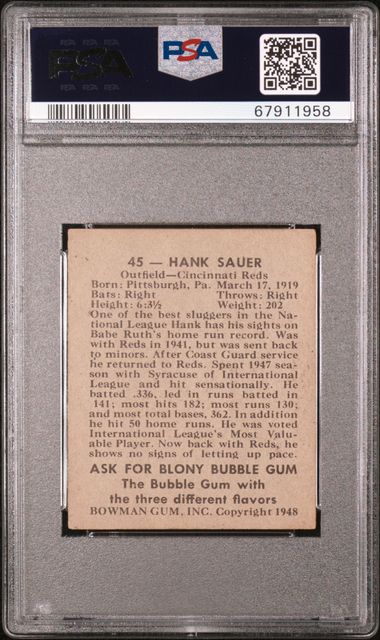 PSA
PSA
67911958
45 — HANK SAUER
Outfield—Cincinnati Reds
Born: Pittsburgh, Pa. March 17, 1919
Bats: Right Throws: Right
Height: 6:3½ Weight: 202
One of the best sluggers in the Na-
tional League Hank has his sights on
Babe Ruth's home run record. Was
with Reds in 1941, but was sent back
to minors. After Coast Guard service
he returned to Reds. Spent 1947 sea-
son with Syracuse of International
League and hit sensationally. He
batted .336, led in runs batted in
141; most hits 182; most runs 130;
and most total bases, 362. In addition
he hit 50 home runs. He was voted
International League's Most Valu-
able Player. Now back with Reds, he
shows no signs of letting up pace.
ASK FOR BLONY BUBBLE GUM
The Bubble Gum with
the three different flavors
BOWMAN GUM, INC. Copyright 1948